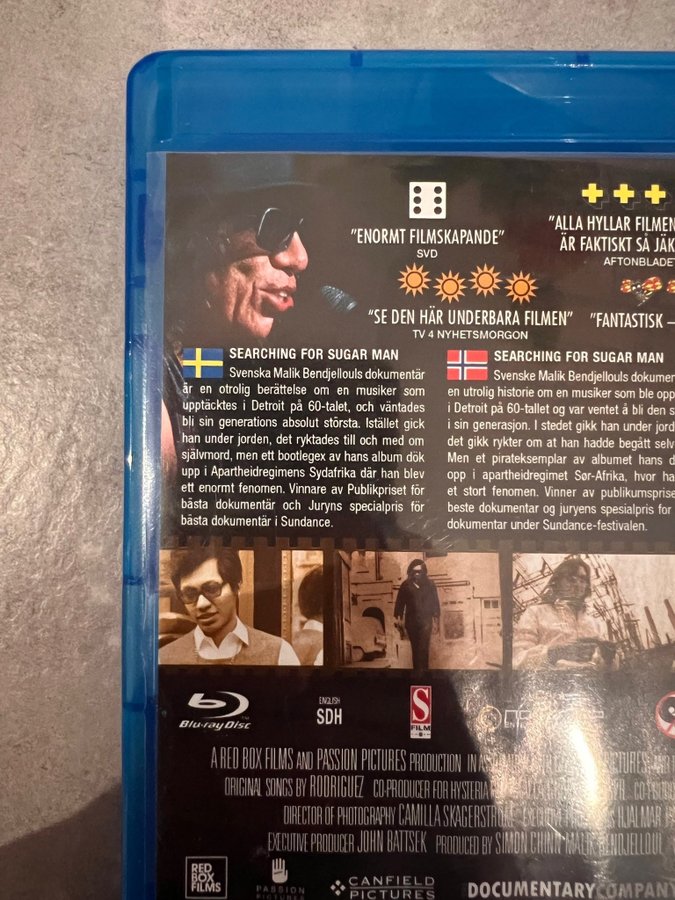 "ENORMT FILMSKAPANDE"
SVD
"ALLA HYLLAR FILMEN
ÄR FAKTISKT SÅ JÄK
AFTONBLADET
"SE DEN HÄR UNDERBARA FILMEN"
TV 4 NYHETSMORGON
"FANTASTISK –
SEARCHING FOR SUGAR MAN
Svenska Malik Bendjellouls dokumentär
är en otrolig berättelse om en musiker som
upptäcktes i Detroit på 60-talet, och väntades
bli sin generations absolut största. Istället gick
han under jorden, det ryktades till och med om
självmord, men ett bootlegex av hans album dök
upp i Apartheidregimens Sydafrika där han blev
ett enormt fenomen. Vinnare av Publikpriset för
bästa dokumentär och Juryns specialpris för
bästa dokumentär i Sundance.
SEARCHING FOR SUGAR MAN
Svenske Malik Bendjellouls dokumen
en utrolig historie om en musiker som ble opp
i Detroit på 60-tallet og var ventet å bli den s
i sin generasjon. I stedet gikk han under jord
det gikk rykter om at han hadde begått selv
Men et pirateksemplar av albumet hans d
opp i apartheidregimet Sør-Afrika, hvor ha
et stort fenomen. Vinner av publikumsprise
beste dokumentar og juryens spesialpris for
dokumentar under Sundance-festivalen.
Blu-ray Disc
ENGLISH
SDH
S
FILM
A RED BOX FILMS AND PASSION PICTURES PRODUCTION IN
ORIGINAL SONGS BY RODRIGUEZ CO-PRODUCER FOR HYSTERIA
DIRECTOR OF PHOTOGRAPHY CAMILLA SKAGERSTRÖM HJALMAR
EXECUTIVE PRODUCER JOHN BATTSEK PRODUCED BY SIMON CHINN MALIK BENDJELLOUL
RED
BOX
FILMS
PASSION
PICTURES
CANFIELD
PICTURES
DOCUMENTARYCOMPANY